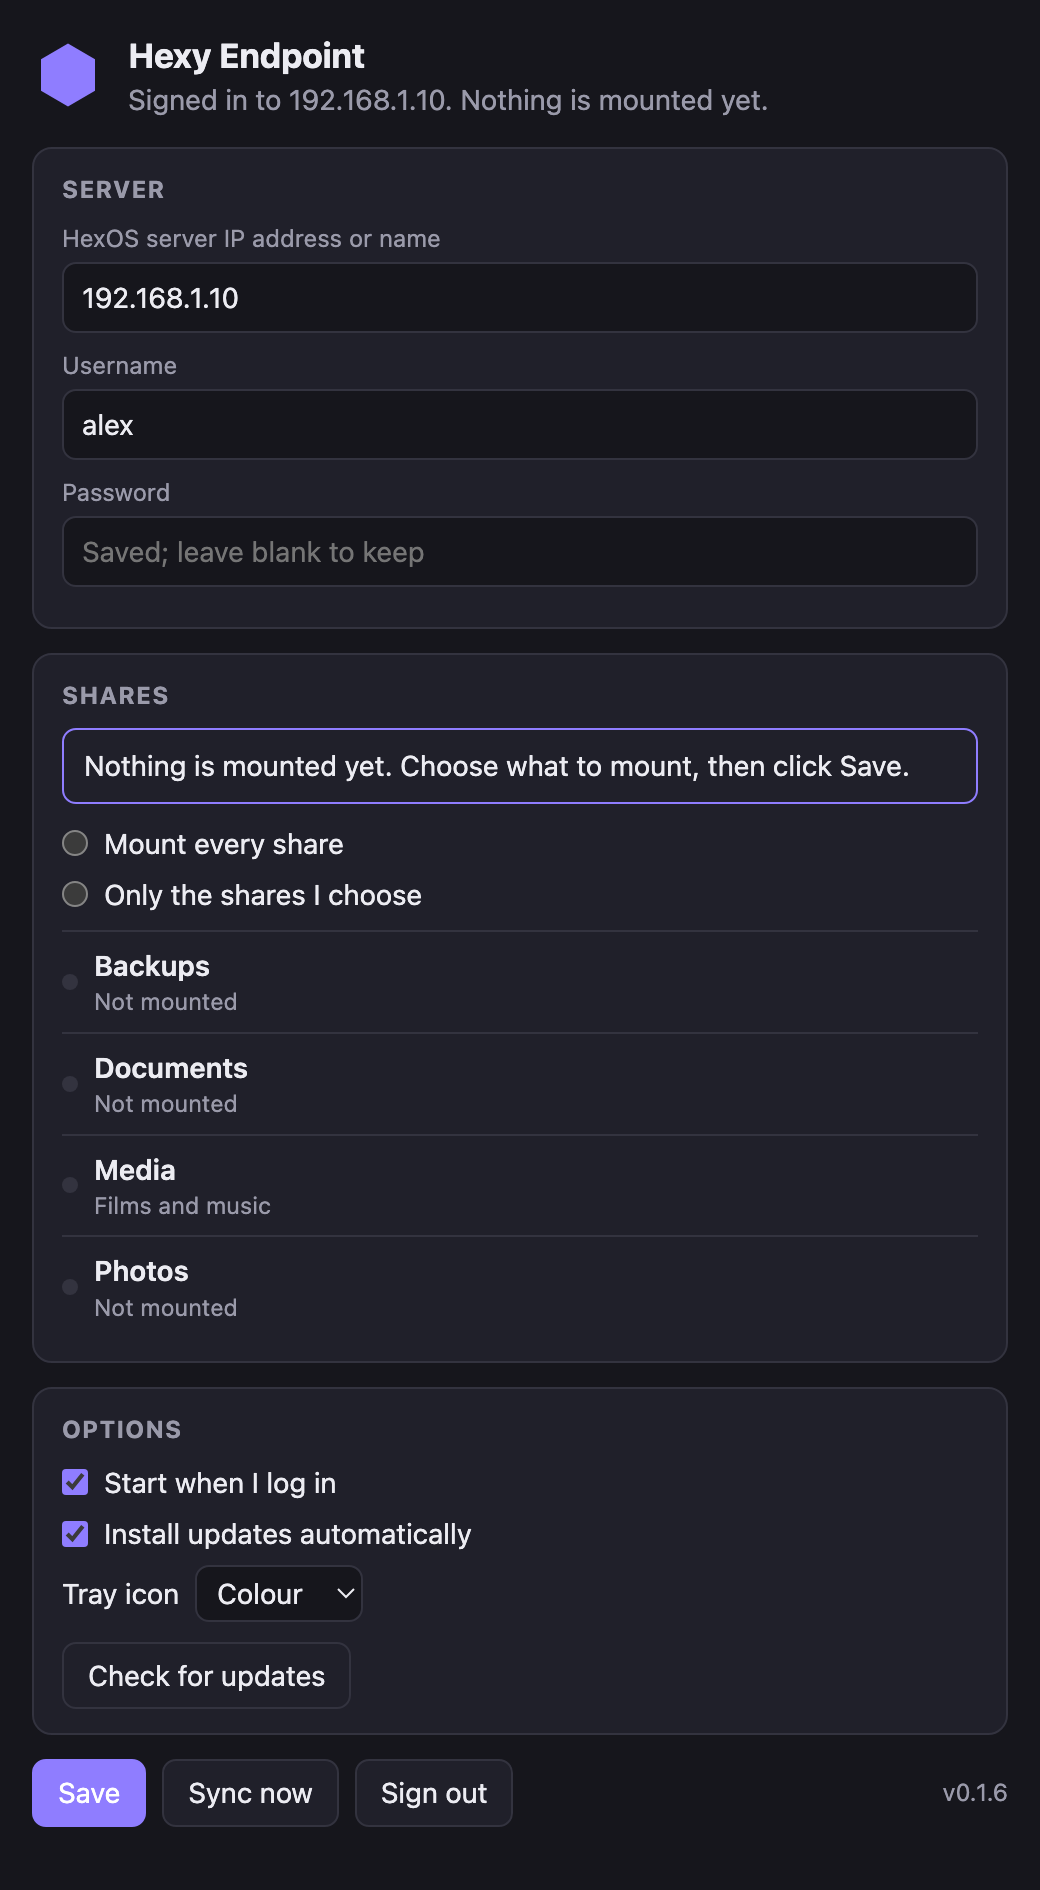 Hexy Endpoint
Signed in to 192.168.1.10. Nothing is mounted yet.
SERVER
HexOS server IP address or name
192.168.1.10
Username
alex
Password
Saved; leave blank to keep
SHARES
Nothing is mounted yet. Choose what to mount, then click Save.
Mount every share
Only the shares I choose
Backups
Not mounted
Documents
Not mounted
Media
Films and music
Photos
Not mounted
OPTIONS
Start when I log in
Install updates automatically
Tray icon Colour
Check for updates
Save Sync now Sign out v0.1.6